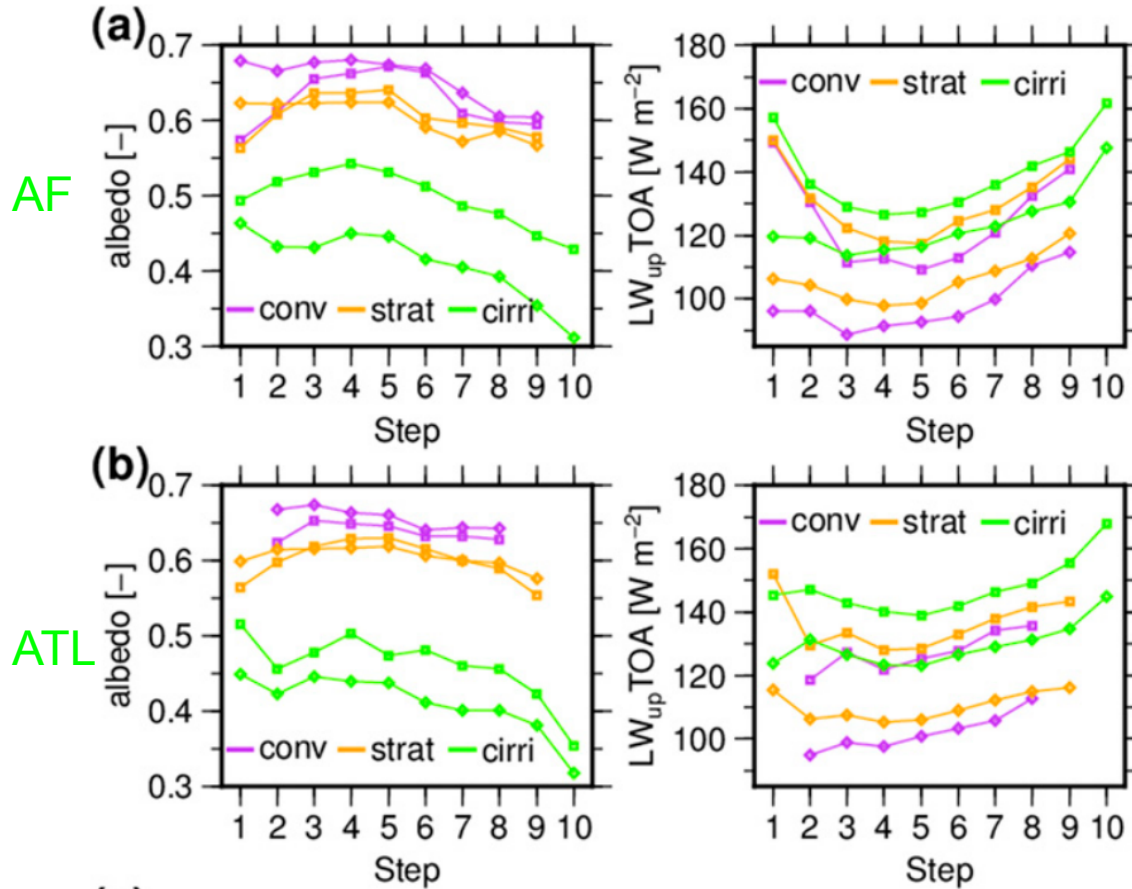 (a)
AF
albedo [−]
0.7
0.6
0.5
0.4
0.3
conv strat cirri
1 2 3 4 5 6 7 8 9 10
Step
LW_up TOA [W m⁻²]
180
160
140
120
100
conv strat cirri
1 2 3 4 5 6 7 8 9 10
Step
(b)
ATL
albedo [−]
0.7
0.6
0.5
0.4
0.3
conv strat cirri
1 2 3 4 5 6 7 8 9 10
Step
LW_up TOA [W m⁻²]
180
160
140
120
100
conv strat cirri
1 2 3 4 5 6 7 8 9 10
Step